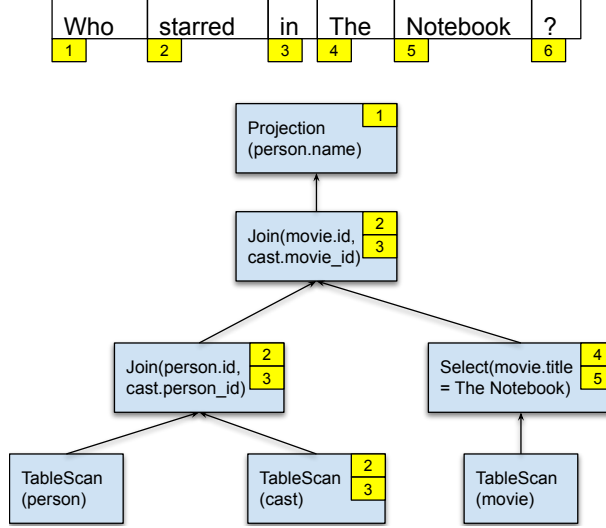 Who starred in The Notebook ?
1 2 3 4 5 6
Projection
(person.name)
1
Join(movie.id,
cast.movie_id)
2
3
Join(person.id,
cast.person_id)
2
3
Select(movie.title
= The Notebook)
4
5
TableScan
(person)
TableScan
(cast)
2
3
TableScan
(movie)